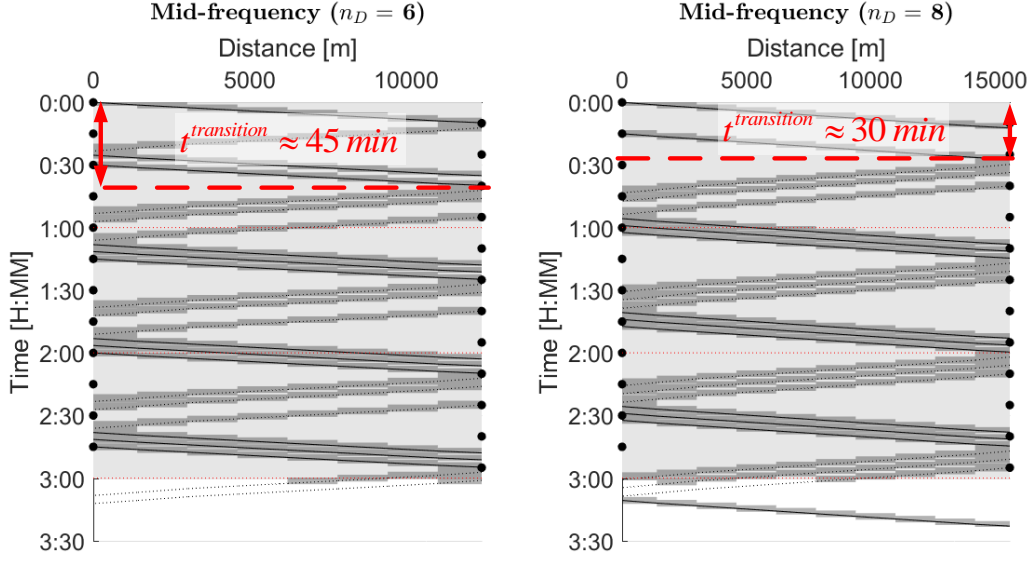 Mid-frequency (n_D = 6)
Distance [m]
0 5000 10000
Time [H:MM]
0:00
0:30
1:00
1:30
2:00
2:30
3:00
3:30
t^transition ≈ 45 min
Mid-frequency (n_D = 8)
Distance [m]
0 5000 10000 15000
Time [H:MM]
0:00
0:30
1:00
1:30
2:00
2:30
3:00
3:30
t^transition ≈ 30 min